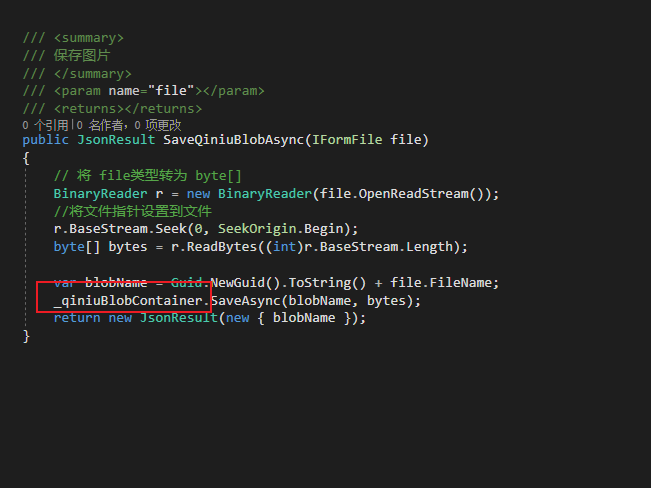 /// <summary>
/// 保存图片
/// </summary>
/// <param name="file"></param>
/// <returns></returns>
0 个引用|0 名作者，0 项更改
public JsonResult SaveQiniuBlobAsync(IFormFile file)
{
// 将 file类型转为 byte[]
BinaryReader r = new BinaryReader(file.OpenReadStream());
//将文件指针设置到文件
r.BaseStream.Seek(0, SeekOrigin.Begin);
byte[] bytes = r.ReadBytes((int)r.BaseStream.Length);
var blobName = Guid.NewGuid().ToString() + file.FileName;
_qiniuBlobContainer.SaveAsync(blobName, bytes);
return new JsonResult(new { blobName });
}